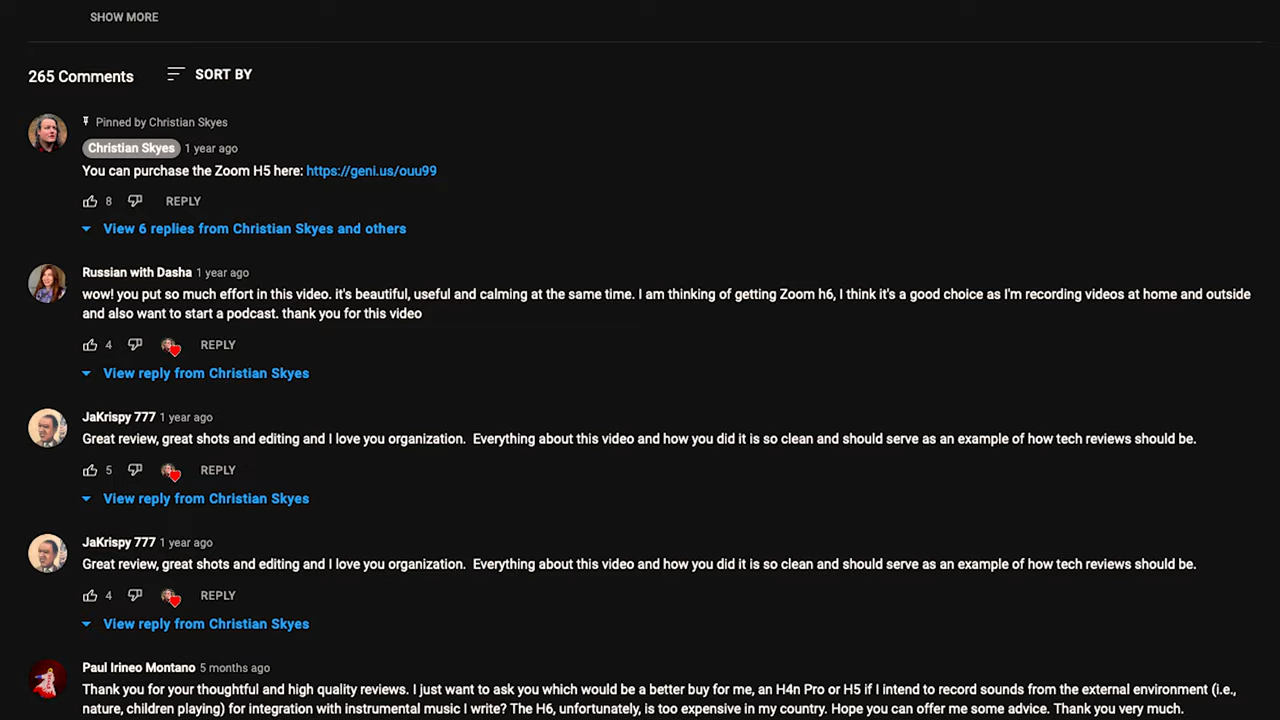 SHOW MORE
265 Comments SORT BY
Pinned by Christian Skyes
Christian Skyes 1 year ago
You can purchase the Zoom H5 here: https://geni.us/ouu99
8 REPLY
View 6 replies from Christian Skyes and others
Russian with Dasha 1 year ago
wow! you put so much effort in this video. it's beautiful, useful and calming at the same time. I am thinking of getting Zoom h6, I think it's a good choice as I'm recording videos at home and outside
and also want to start a podcast. thank you for this video
4 REPLY
View reply from Christian Skyes
JaKrispy 777 1 year ago
Great review, great shots and editing and I love you organization.  Everything about this video and how you did it is so clean and should serve as an example of how tech reviews should be.
5 REPLY
View reply from Christian Skyes
JaKrispy 777 1 year ago
Great review, great shots and editing and I love you organization.  Everything about this video and how you did it is so clean and should serve as an example of how tech reviews should be.
4 REPLY
View reply from Christian Skyes
Paul Irineo Montano 5 months ago
Thank you for your thoughtful and high quality reviews. I just want to ask you which would be a better buy for me, an H4n Pro or H5 if I intend to record sounds from the external environment (i.e.,
nature, children playing) for integration with instrumental music I write? The H6, unfortunately, is too expensive in my country. Hope you can offer me some advice. Thank you very much.